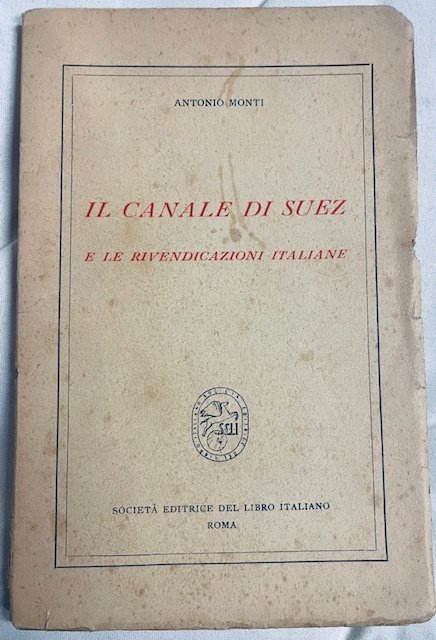 ANTONIO MONTI
IL CANALE DI SUEZ
E LE RIVENDICAZIONI ITALIANE
S.E.L.I
SOCIETÀ EDITRICE DEL LIBRO ITALIANO
ROMA